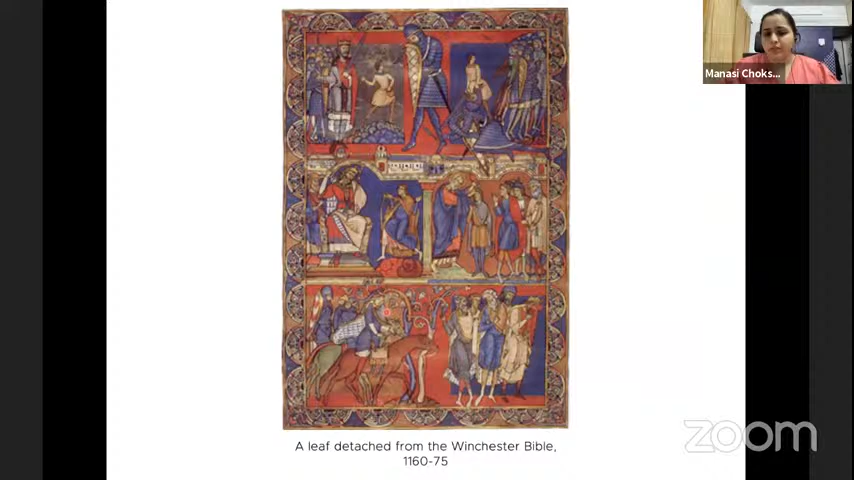 Manasi Choks...
A leaf detached from the Winchester Bible,
1160-75
zoom